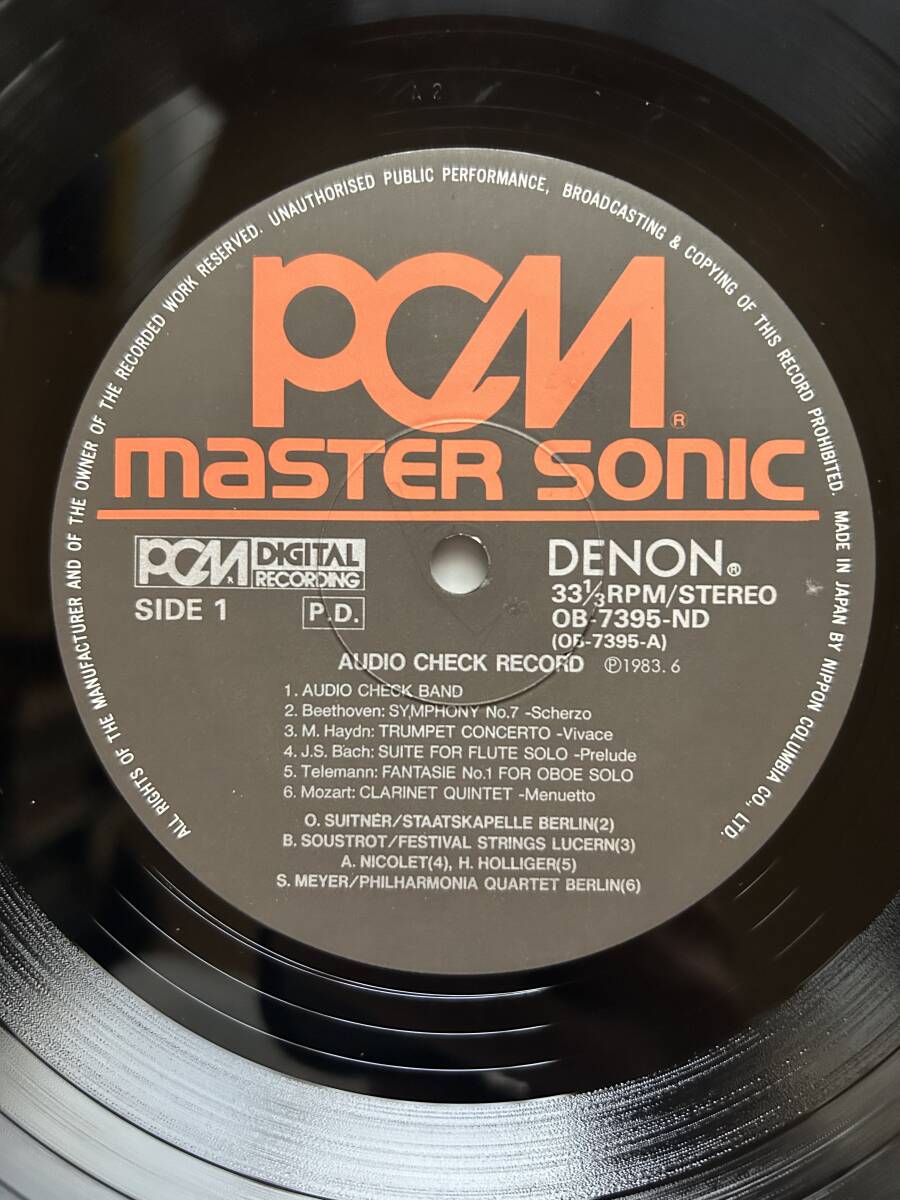 ALL RIGHTS OF THE MANUFACTURER AND OF THE OWNER OF THE RECORDED WORK RESERVED. UNAUTHORISED PUBLIC PERFORMANCE, BROADCASTING & COPYING OF THIS RECORD PROHIBITED. MADE IN JAPAN BY NIPPON COLUMBIA CO., LTD.
PCM®
MASTER SONIC
PCM DIGITAL RECORDING
SIDE 1
P.D.
DENON®
33⅓RPM/STEREO
OB-7395-ND
(OB-7395-A)
AUDIO CHECK RECORD ℗1983. 6
1. AUDIO CHECK BAND
2. Beethoven: SYMPHONY No.7 -Scherzo
3. M. Haydn: TRUMPET CONCERTO -Vivace
4. J.S. Bach: SUITE FOR FLUTE SOLO -Prelude
5. Telemann: FANTASIE No.1 FOR OBOE SOLO
6. Mozart: CLARINET QUINTET -Menuetto
O. SUITNER/STAATSKAPELLE BERLIN(2)
B. SOUSTROT/FESTIVAL STRINGS LUCERN(3)
A. NICOLET(4), H. HOLLIGER(5)
S. MEYER/PHILHARMONIA QUARTET BERLIN(6)